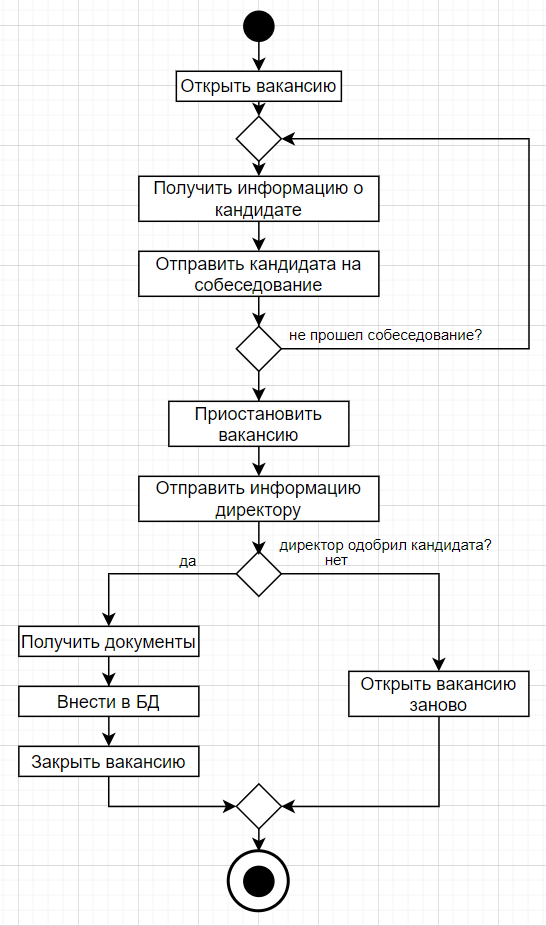 Открыть вакансию
Получить информацию о
кандидате
Отправить кандидата на
собеседование
не прошел собеседование?
Приостановить
вакансию
Отправить информацию
директору
директор одобрил кандидата?
да
нет
Получить документы
Внести в БД
Закрыть вакансию
Открыть вакансию
заново